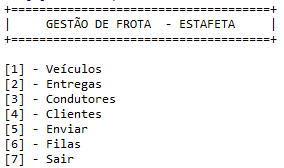 +===================================+
|     GESTÃO DE FROTA  - ESTAFETA    |
+===================================+
[1] - Veículos
[2] - Entregas
[3] - Condutores
[4] - Clientes
[5] - Enviar
[6] - Filas
[7] - Sair